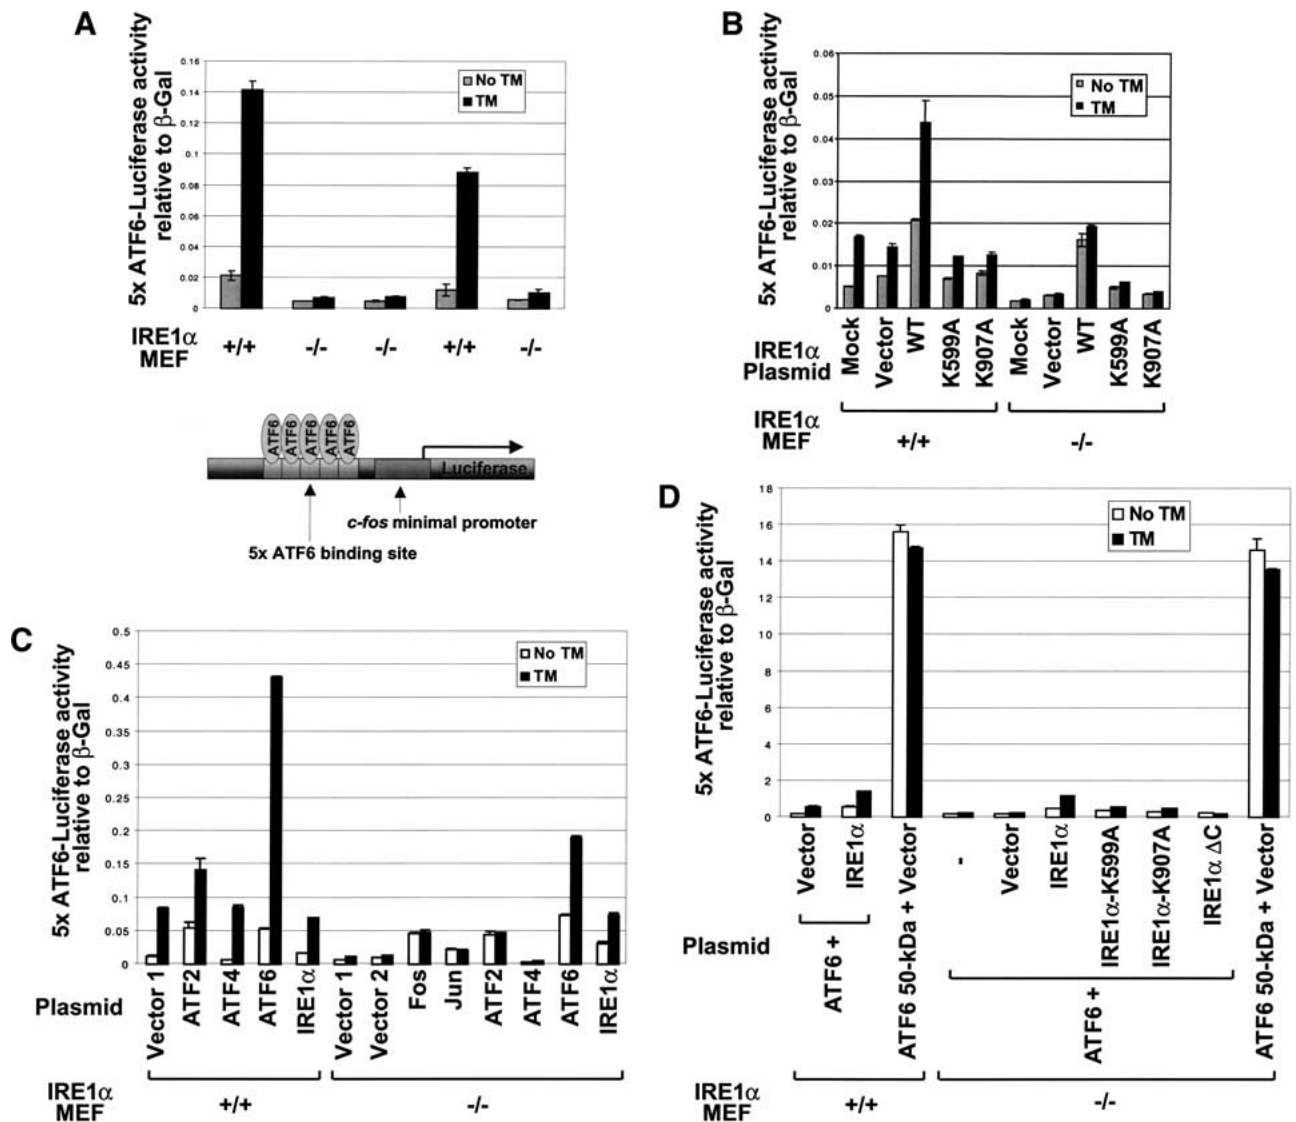 A
5x ATF6-Luciferase activity
relative to β-Gal
0.16
0.14
0.12
0.1
0.08
0.06
0.04
0.02
0
No TM
TM
IRE1α
MEF
+/+
-/-
-/-
+/+
-/-
ATF6
ATF6
ATF6
ATF6
ATF6
Luciferase
c-fos minimal promoter
5x ATF6 binding site
B
5x ATF6-Luciferase activity
relative to β-Gal
0.06
0.05
0.04
0.03
0.02
0.01
0
No TM
TM
IRE1α
Plasmid
Mock
Vector
WT
K599A
K907A
Mock
Vector
WT
K599A
K907A
IRE1α
MEF
+/+
-/-
C
5x ATF6-Luciferase activity
relative to β-Gal
0.5
0.45
0.4
0.35
0.3
0.25
0.2
0.15
0.1
0.05
0
No TM
TM
Plasmid
Vector 1
ATF2
ATF4
ATF6
IRE1α
Vector 1
Vector 2
Fos
Jun
ATF2
ATF4
ATF6
IRE1α
IRE1α
MEF
+/+
-/-
D
5x ATF6-Luciferase activity
relative to β-Gal
18
16
14
12
10
8
6
4
2
0
No TM
TM
Plasmid
Vector
IRE1α
ATF6 +
ATF6 50-kDa + Vector
-
Vector
IRE1α
IRE1α-K599A
IRE1α-K907A
IRE1α ΔC
ATF6 +
ATF6 50-kDa + Vector
IRE1α
MEF
+/+
-/-